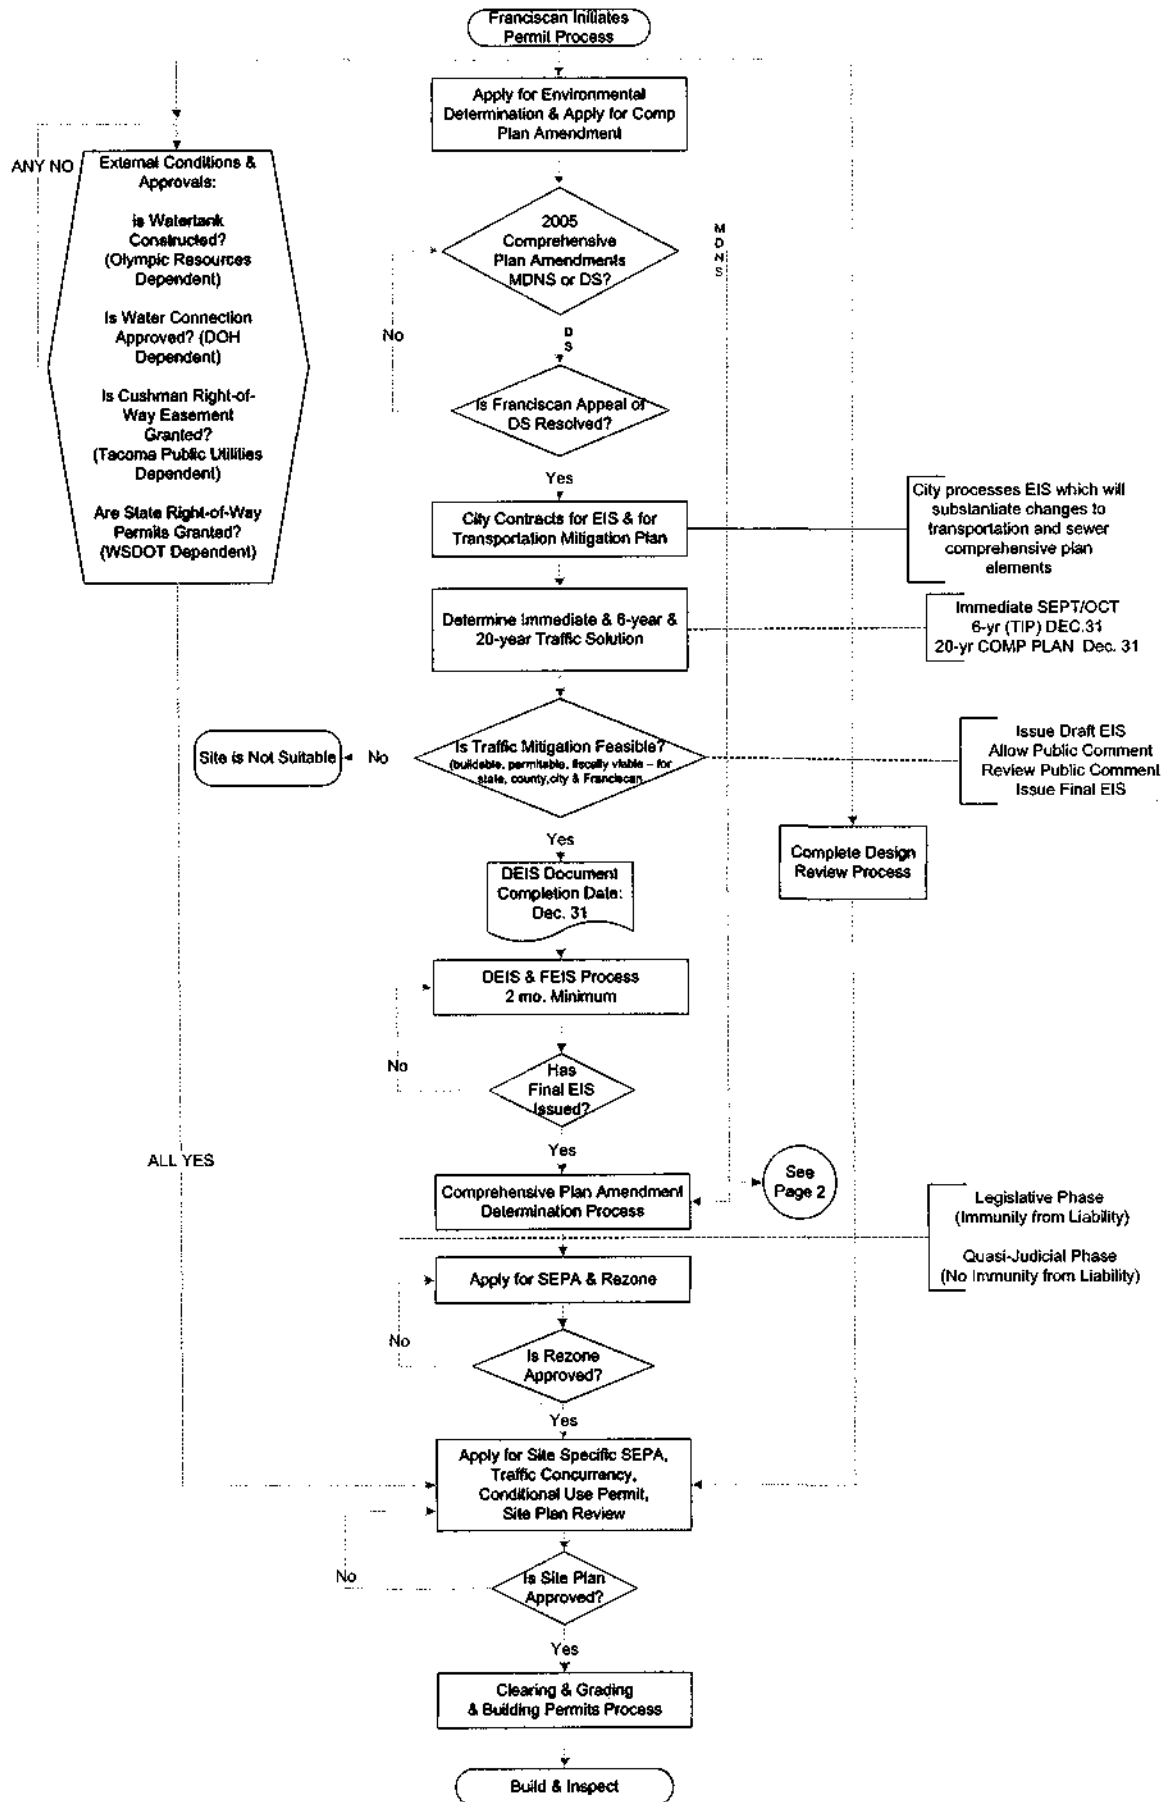 Franciscan Initiates
Permit Process
Apply for Environmental
Determination & Apply for Comp
Plan Amendment
ANY NO
External Conditions &
Approvals:
Is Watertank
Constructed?
(Olympic Resources
Dependent)
Is Water Connection
Approved? (DOH
Dependent)
Is Cushman Right-of-
Way Easement
Granted?
(Tacoma Public Utilities
Dependent)
Are State Right-of-Way
Permits Granted?
(WSDOT Dependent)
2005
Comprehensive
Plan Amendments
MDNS or DS?
M
D
N
S
No
D
S
Is Franciscan Appeal of
DS Resolved?
Yes
City Contracts for EIS & for
Transportation Mitigation Plan
City processes EIS which will
substantiate changes to
transportation and sewer
comprehensive plan
elements
Determine Immediate & 6-year &
20-year Traffic Solution
Immediate SEPT/OCT
6-yr (TIP) DEC.31
20-yr COMP PLAN Dec. 31
Site is Not Suitable
No
Is Traffic Mitigation Feasible?
(buildable, permitable, fiscally viable – for
state, county,city & Franciscan
Issue Draft EIS
Allow Public Comment
Review Public Comment
Issue Final EIS
Yes
DEIS Document
Completion Date:
Dec. 31
Complete Design
Review Process
DEIS & FEIS Process
2 mo. Minimum
No
Has
Final EIS
Issued?
Yes
ALL YES
Comprehensive Plan Amendment
Determination Process
See
Page 2
Legislative Phase
(Immunity from Liability)
Quasi-Judicial Phase
(No Immunity from Liability)
Apply for SEPA & Rezone
No
Is Rezone
Approved?
Yes
Apply for Site Specific SEPA,
Traffic Concurrency,
Conditional Use Permit,
Site Plan Review
No
Is Site Plan
Approved?
Yes
Clearing & Grading
& Building Permits Process
Build & Inspect